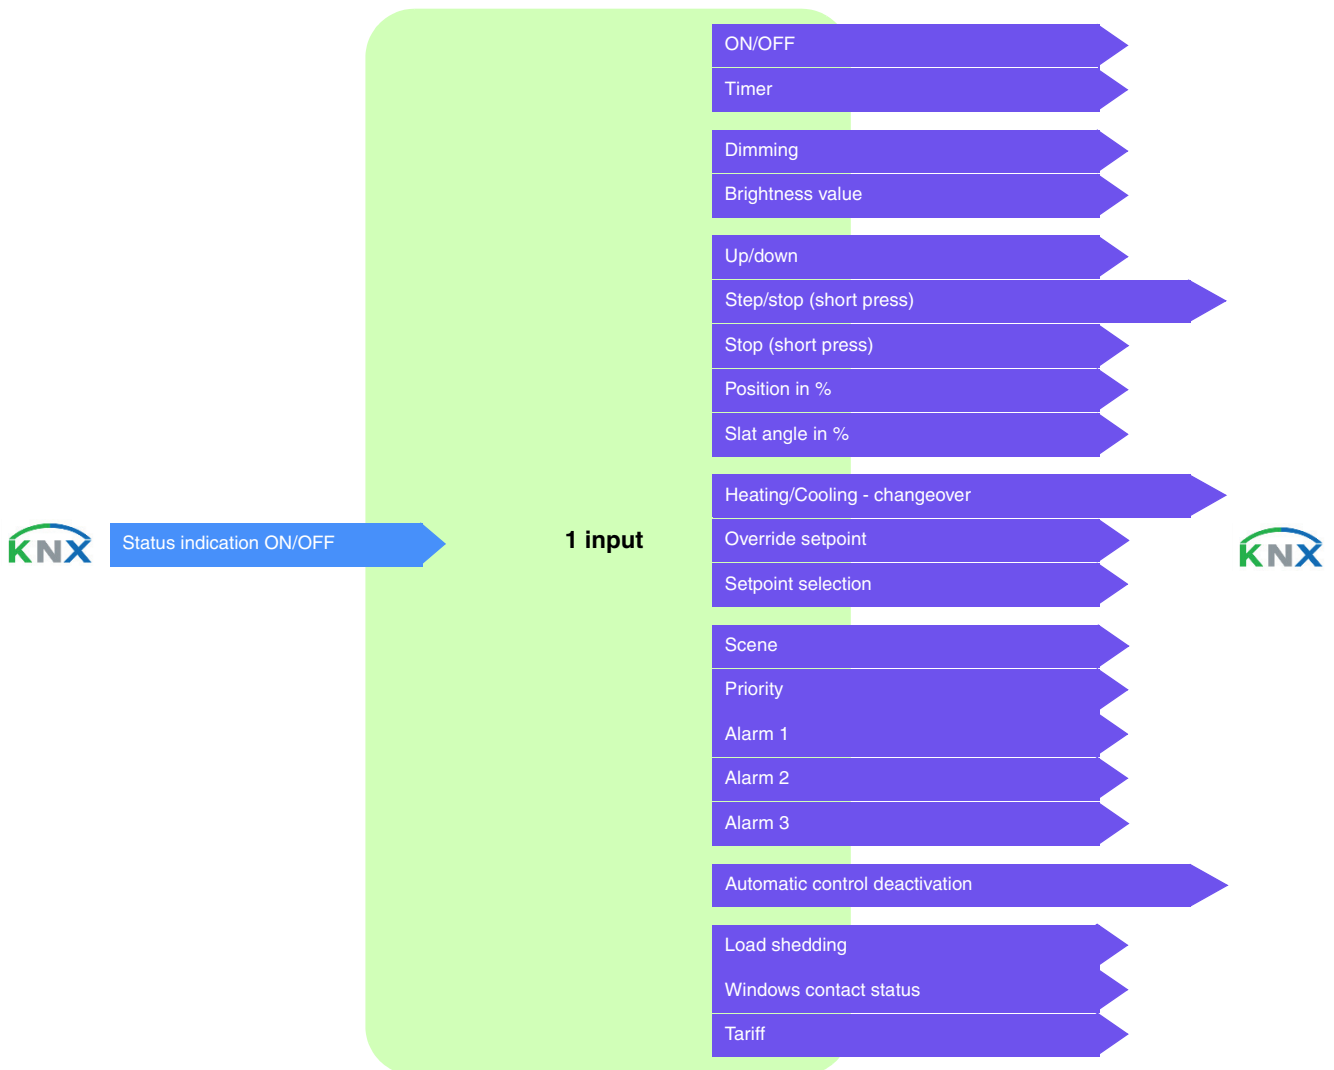 ON/OFF
Timer
Dimming
Brightness value
Up/down
Step/stop (short press)
Stop (short press)
Position in %
Slat angle in %
Heating/Cooling - changeover
KNX
Status indication ON/OFF
1 input
Override setpoint
KNX
Setpoint selection
Scene
Priority
Alarm 1
Alarm 2
Alarm 3
Automatic control deactivation
Load shedding
Windows contact status
Tariff